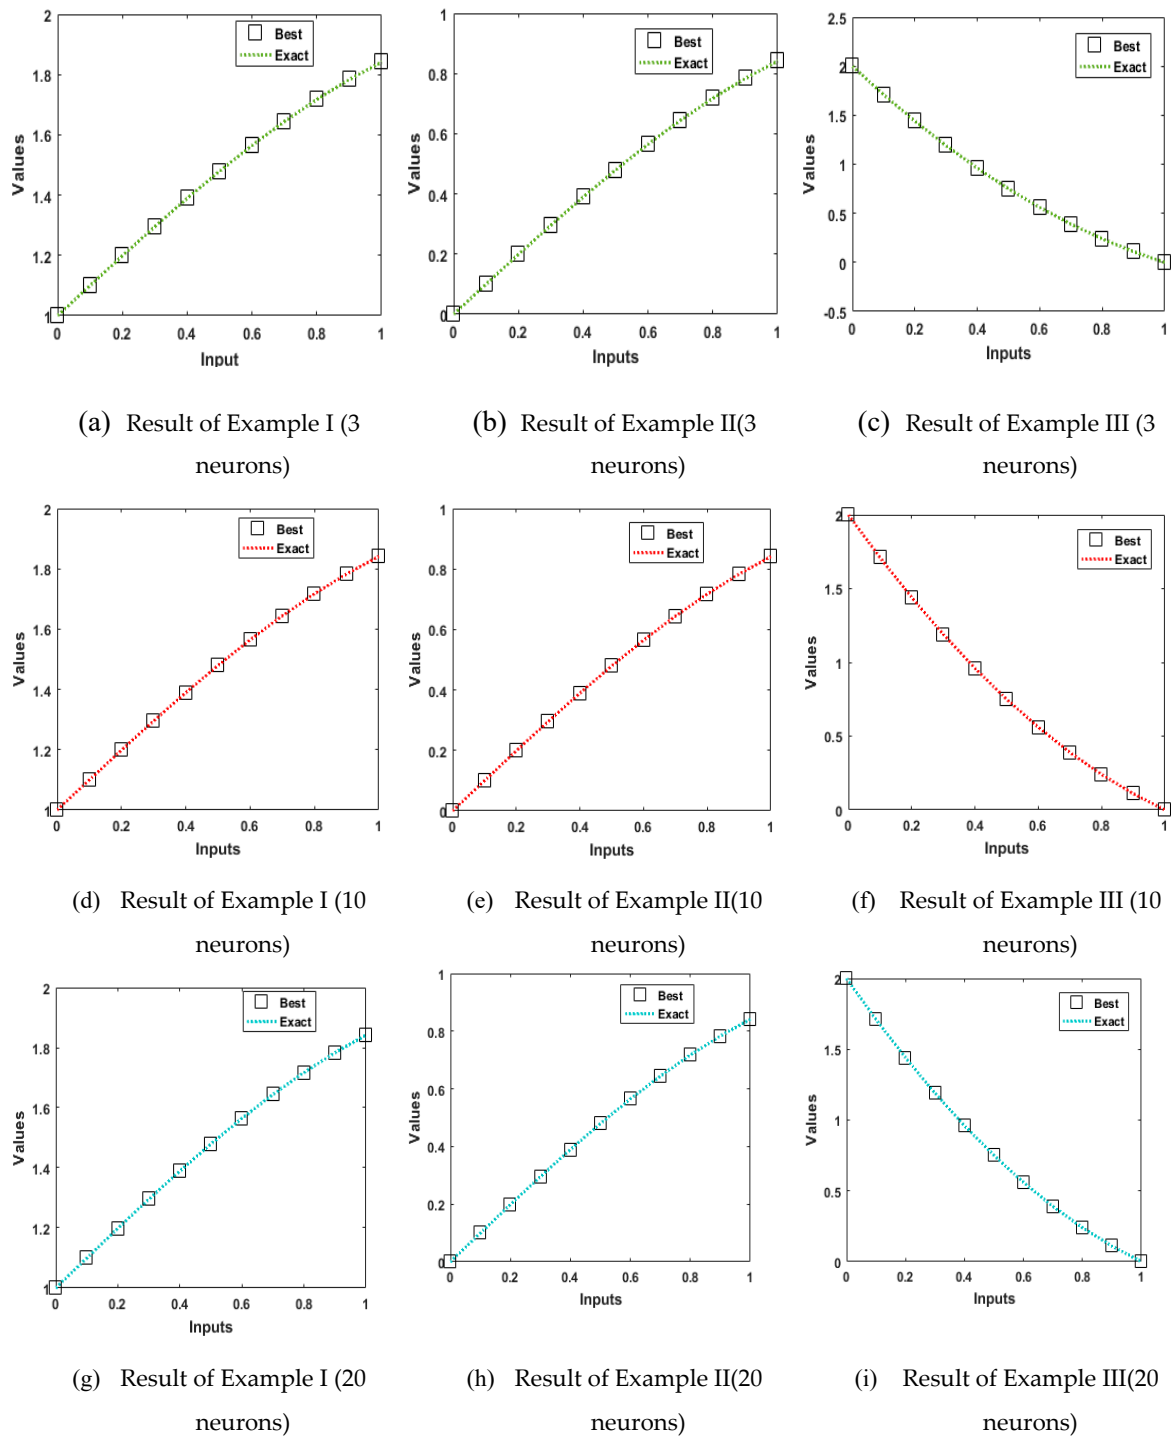 2
1.8
1.6
1.4
1.2
1
Values
0 0.2 0.4 0.6 0.8 1
Input
Best
Exact
1
0.8
0.6
0.4
0.2
0
Values
0 0.2 0.4 0.6 0.8 1
Inputs
Best
Exact
2.5
2
1.5
1
0.5
0
-0.5
Values
0 0.2 0.4 0.6 0.8 1
Inputs
Best
Exact
(a) Result of Example I (3
neurons)
(b) Result of Example II(3
neurons)
(c) Result of Example III (3
neurons)
2
1.8
1.6
1.4
1.2
1
Values
0 0.2 0.4 0.6 0.8 1
Inputs
Best
Exact
1
0.8
0.6
0.4
0.2
0
Values
0 0.2 0.4 0.6 0.8 1
Inputs
Best
Exact
2
1.5
1
0.5
0
Values
0 0.2 0.4 0.6 0.8 1
Inputs
Best
Exact
(d) Result of Example I (10
neurons)
(e) Result of Example II(10
neurons)
(f) Result of Example III (10
neurons)
2
1.8
1.6
1.4
1.2
1
Values
0 0.2 0.4 0.6 0.8 1
Inputs
Best
Exact
1
0.8
0.6
0.4
0.2
0
Values
0 0.2 0.4 0.6 0.8 1
Inputs
Best
Exact
2
1.5
1
0.5
0
Values
0 0.2 0.4 0.6 0.8 1
Inputs
Best
Exact
(g) Result of Example I (20
neurons)
(h) Result of Example II(20
neurons)
(i) Result of Example III(20
neurons)